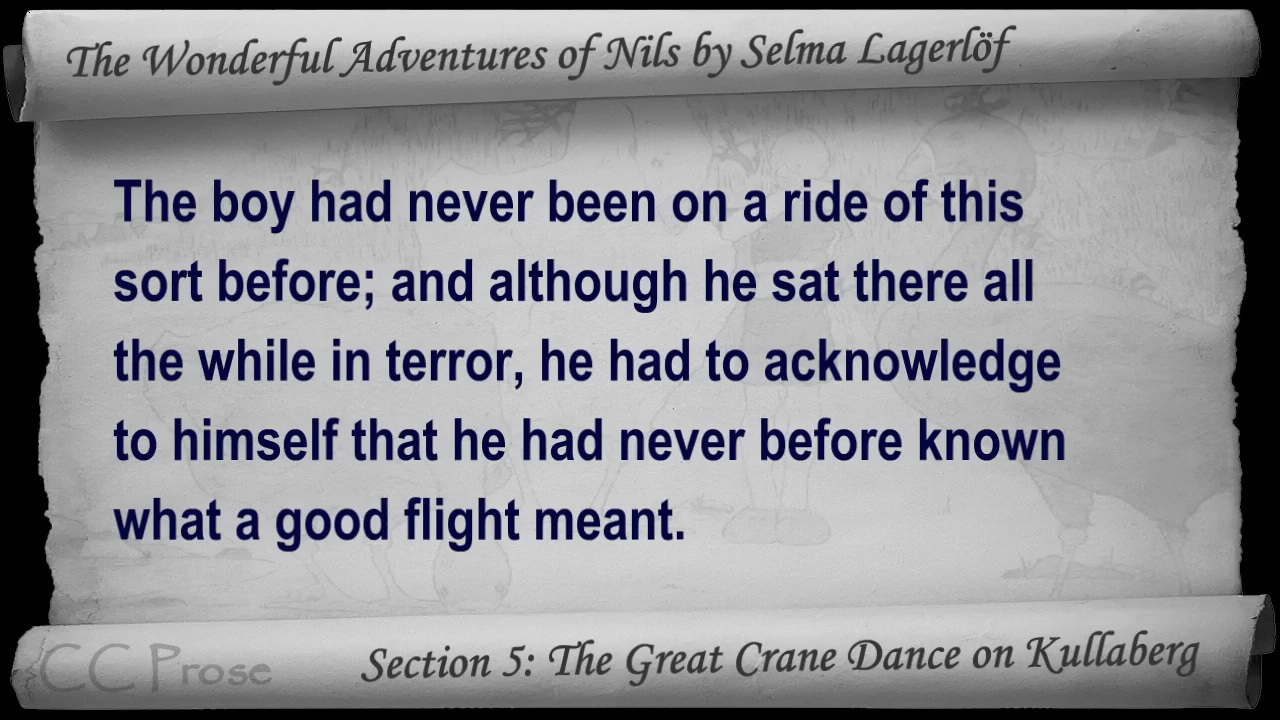 The Wonderful Adventures of Nils by Selma Lagerlöf
The boy had never been on a ride of this
sort before; and although he sat there all
the while in terror, he had to acknowledge
to himself that he had never before known
what a good flight meant.
CC Prose
Section 5: The Great Crane Dance on Kullaberg